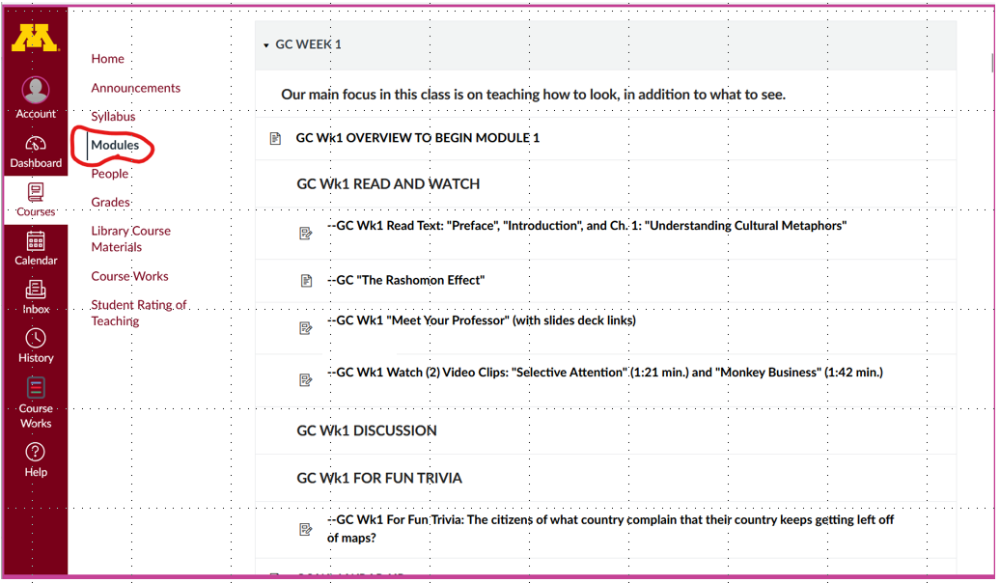 M
Account
Dashboard
Courses
Calendar
Inbox
History
Course
Works
Help
Home
Announcements
Syllabus
Modules
People
Grades
Library Course
Materials
Course Works
Student Rating of
Teaching
GC WEEK 1
Our main focus in this class is on teaching how to look, in addition to what to see.
GC Wk1 OVERVIEW TO BEGIN MODULE 1
GC Wk1 READ AND WATCH
--GC Wk1 Read Text: "Preface", "Introduction", and Ch. 1: "Understanding Cultural Metaphors"
--GC "The Rashomon Effect"
--GC Wk1 "Meet Your Professor" (with slides deck links)
--GC Wk1 Watch (2) Video Clips: "Selective Attention" (1:21 min.) and "Monkey Business" (1:42 min.)
GC Wk1 DISCUSSION
GC Wk1 FOR FUN TRIVIA
--GC Wk1 For Fun Trivia: The citizens of what country complain that their country keeps getting left off
of maps?